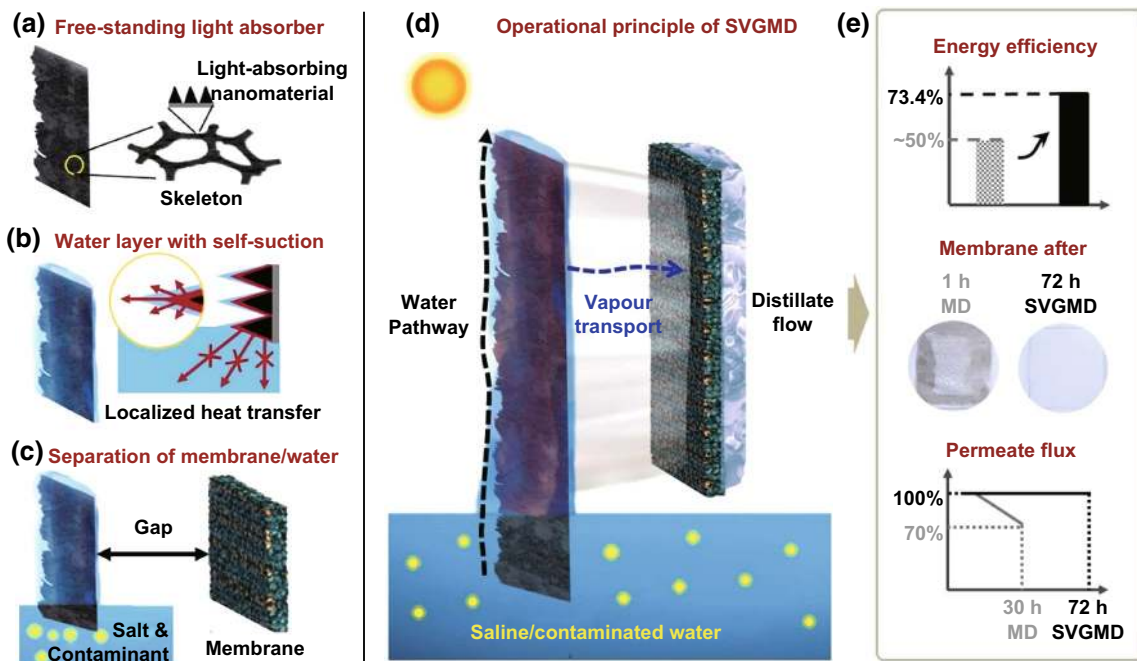 (a) Free-standing light absorber
Light-absorbing
nanomaterial
Skeleton
(b)
Water layer with self-suction
Localized heat transfer
(c) Separation of membrane/water
Gap
Salt &
Contaminant
Membrane
(d)
Operational principle of SVGMD
Water
Pathway
Vapour
transport
Distillate
flow
Saline/contaminated water
(e)
Energy efficiency
73.4%
~50%
Membrane after
1 h 72 h
MD SVGMD
Permeate flux
100%
70%
30 h 72 h
MD SVGMD